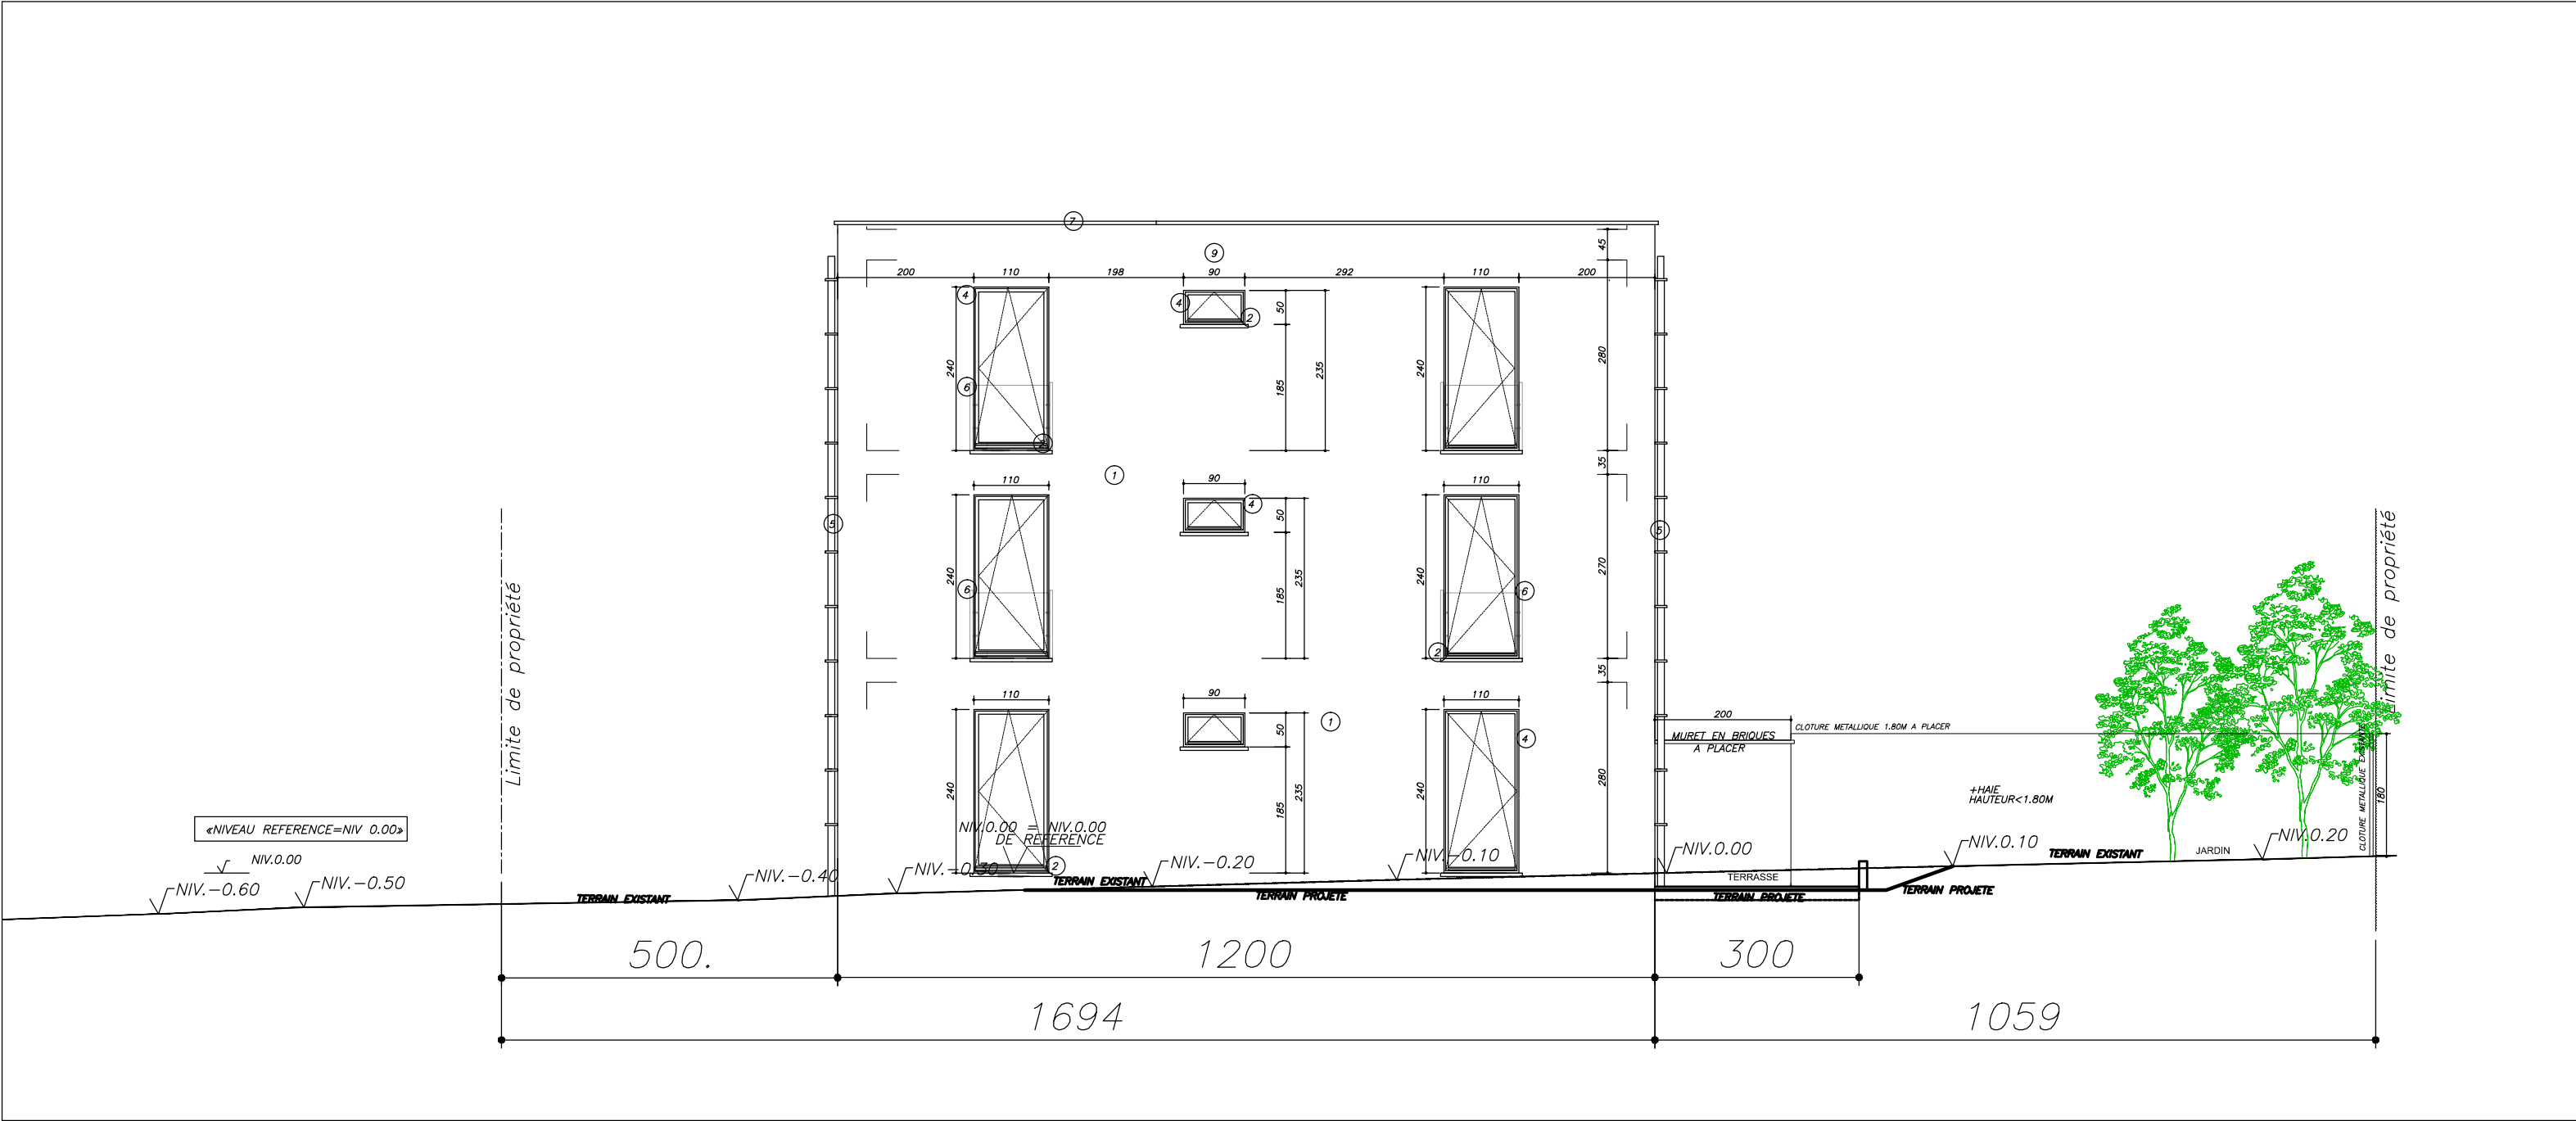 7
9
45
200 110 198 90 292 110 200
4
4
2
50
240
240
280
235
6
185
2
35
1
110
90
110
4
50
5
5
240
240
270
235
6
6
185
2
35
Limite de propriété
Limite de propriété
110
90
110
1
50
4
200
CLOTURE METALLIQUE 1.80M A PLACER
MURET EN BRIQUES
A PLACER
240
240
280
235
185
+HAIE
HAUTEUR<1.80M
CLOTURE METALLIQUE EXISTANTE
180
«NIVEAU REFERENCE=NIV 0.00»
NIV.0.00
NIV.0.00 = NIV.0.00
DE REFERENCE
2
NIV.-0.60
NIV.-0.50
NIV.-0.40
NIV.-0.30
NIV.-0.20
NIV.-0.10
NIV.0.00
NIV.0.10
NIV.0.20
TERRAIN EXISTANT
TERRAIN EXISTANT
TERRAIN EXISTANT
JARDIN
TERRASSE
TERRAIN PROJETE
TERRAIN PROJETE
TERRAIN PROJETE
500.
1200
300
1694
1059